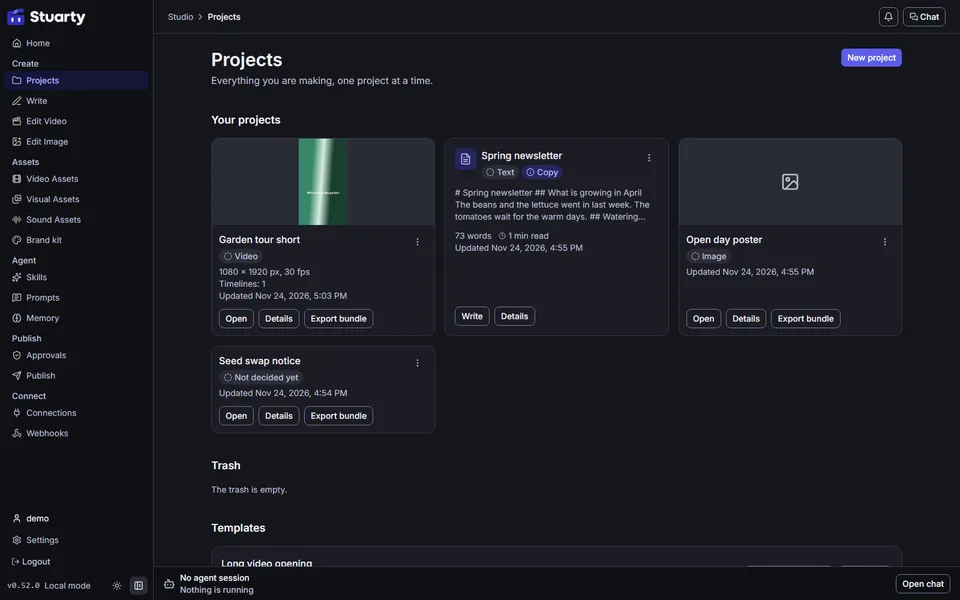 Stuarty
Home
Create
Projects
Write
Edit Video
Edit Image
Assets
Video Assets
Visual Assets
Sound Assets
Brand kit
Agent
Skills
Prompts
Memory
Publish
Approvals
Publish
Connect
Connections
Webhooks
demo
Settings
Logout
v0.52.0 Local mode
Studio > Projects
Chat
Projects
New project
Everything you are making, one project at a time.
Your projects
Garden tour short
Video
1080 × 1920 px, 30 fps
Timelines: 1
Updated Nov 24, 2026, 5:03 PM
Open Details Export bundle
Spring newsletter
Text Copy
# Spring newsletter ## What is growing in April
The beans and the lettuce went in last week. The
tomatoes wait for the warm days. ## Watering...
73 words 1 min read
Updated Nov 24, 2026, 4:55 PM
Write Details
Open day poster
Image
Updated Nov 24, 2026, 4:55 PM
Open Details Export bundle
Seed swap notice
Not decided yet
Updated Nov 24, 2026, 4:54 PM
Open Details Export bundle
Trash
The trash is empty.
Templates
Long video opening
No agent session
Nothing is running
Open chat